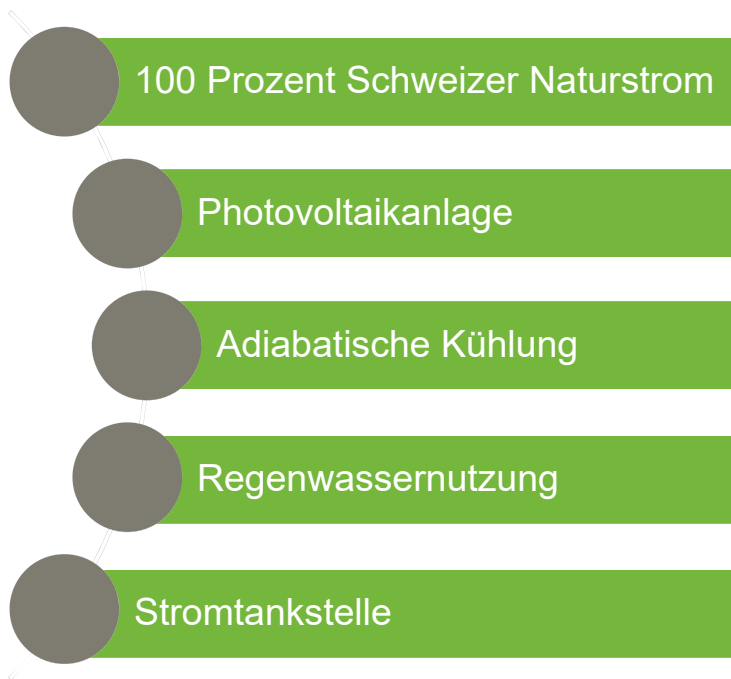 100 Prozent Schweizer Naturstrom
Photovoltaikanlage
Adiabatische Kühlung
Regenwassernutzung
Stromtankstelle